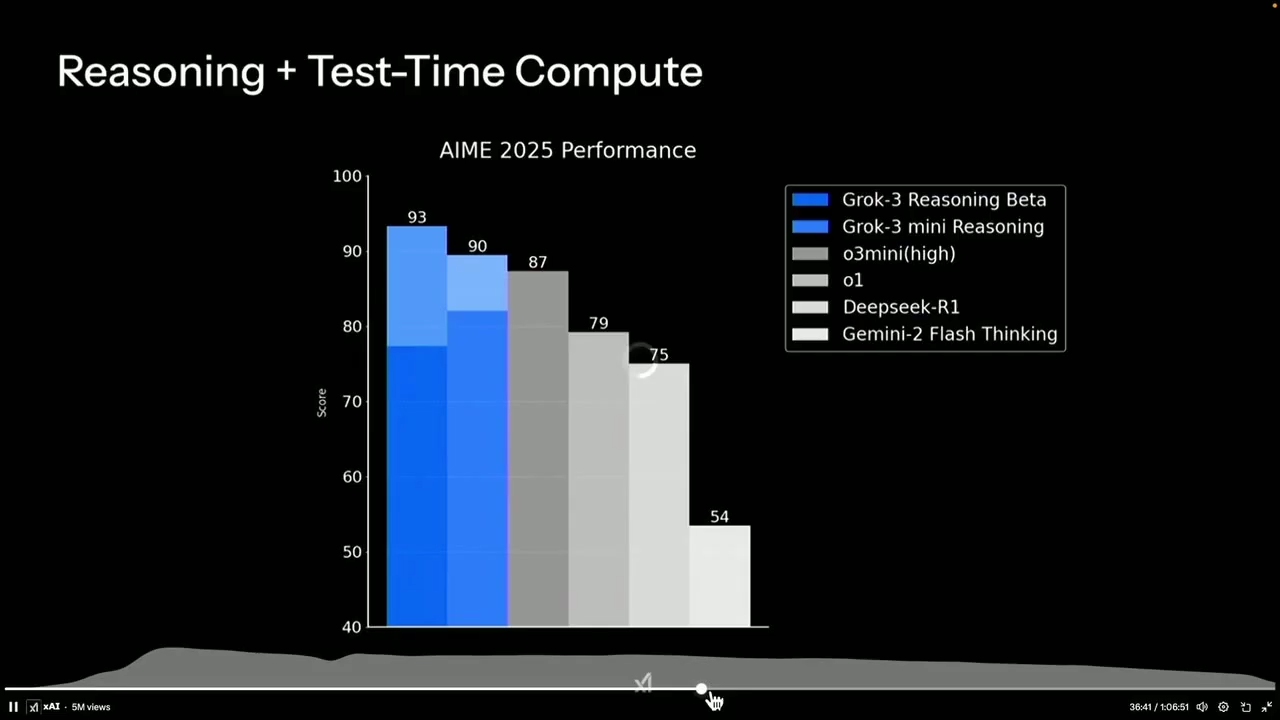 Reasoning + Test-Time Compute
AIME 2025 Performance
100
90
80
70
60
50
40
Score
93
90
87
79
75
54
Grok-3 Reasoning Beta
Grok-3 mini Reasoning
o3mini(high)
o1
Deepseek-R1
Gemini-2 Flash Thinking
xAI
xAI xAI · 5M views
36:41 / 1:06:51